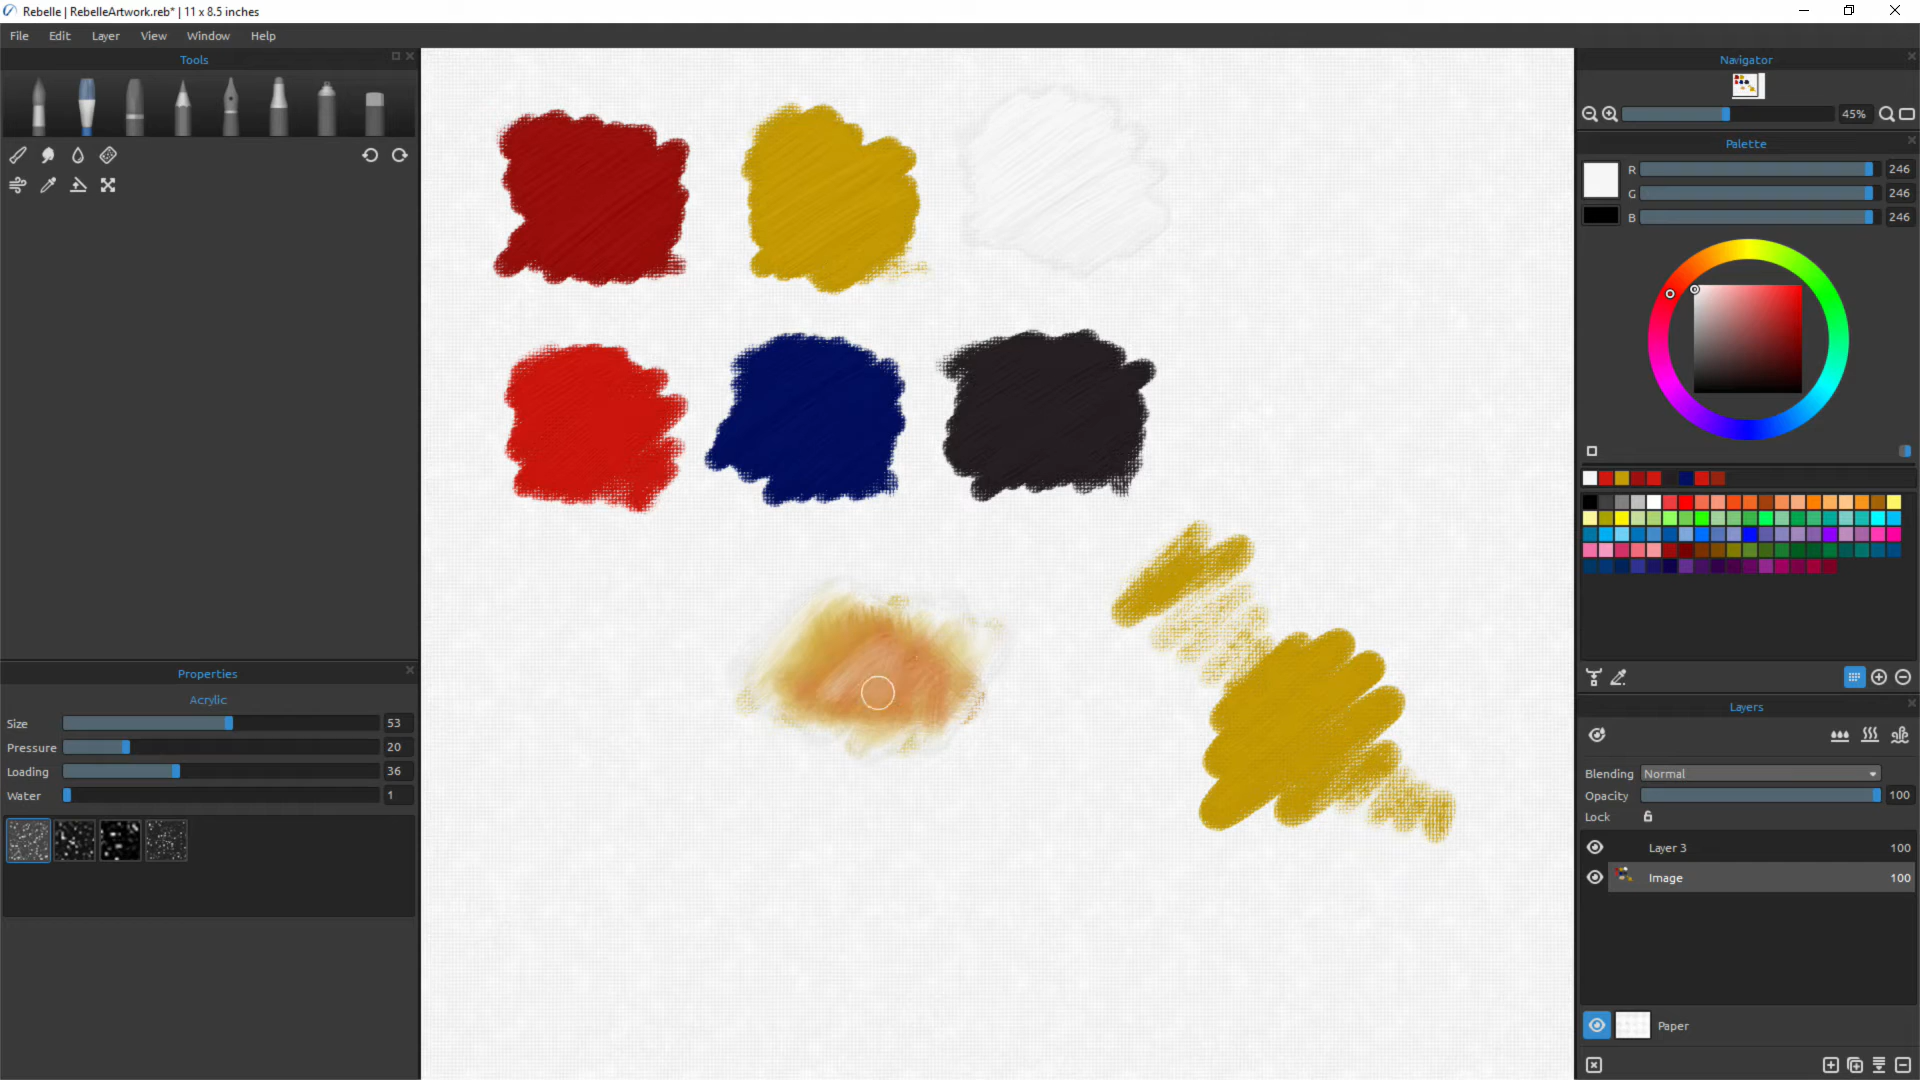 Rebelle | RebelleArtwork.reb* | 11 x 8.5 inches
File Edit Layer View Window Help
Tools
Properties
Acrylic
Size 53
Pressure 20
Loading 36
Water 1
Navigator
45%
Palette
R 246
G 246
B 246
Layers
Blending Normal
Opacity 100
Lock
Layer 3 100
Image 100
Paper